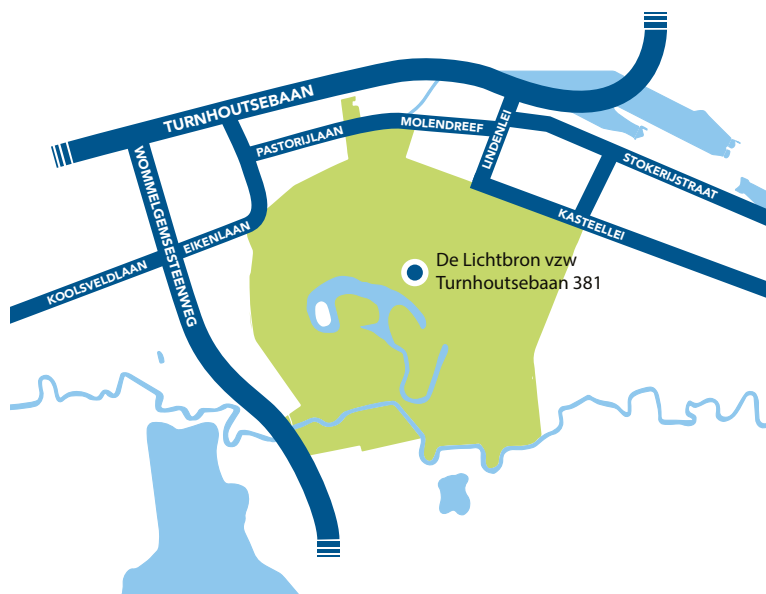 TURNHOUTSEBAAN
PASTORIJLAAN
MOLENDREEF
LINDENLEI
STOKERIJSTRAAT
WOMMELGEMSESTEENWEG
EIKENLAAN
KOOLSVELDLAAN
KASTEELLEI
De Lichtbron vzw
Turnhoutsebaan 381